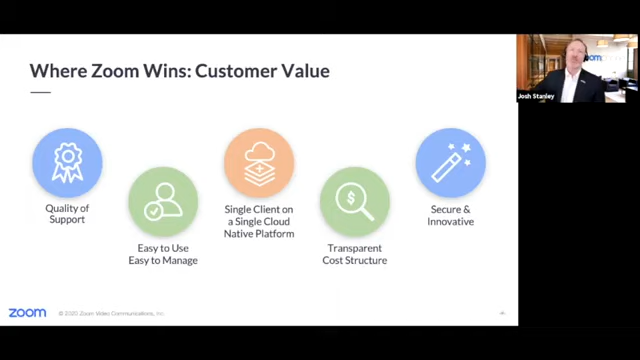 Where Zoom Wins: Customer Value
Quality of
Support
Easy to Use
Easy to Manage
Single Client on
a Single Cloud
Native Platform
Transparent
Cost Structure
Secure &
Innovative
zoom
© 2020 Zoom Video Communications, Inc.
Josh Stanley